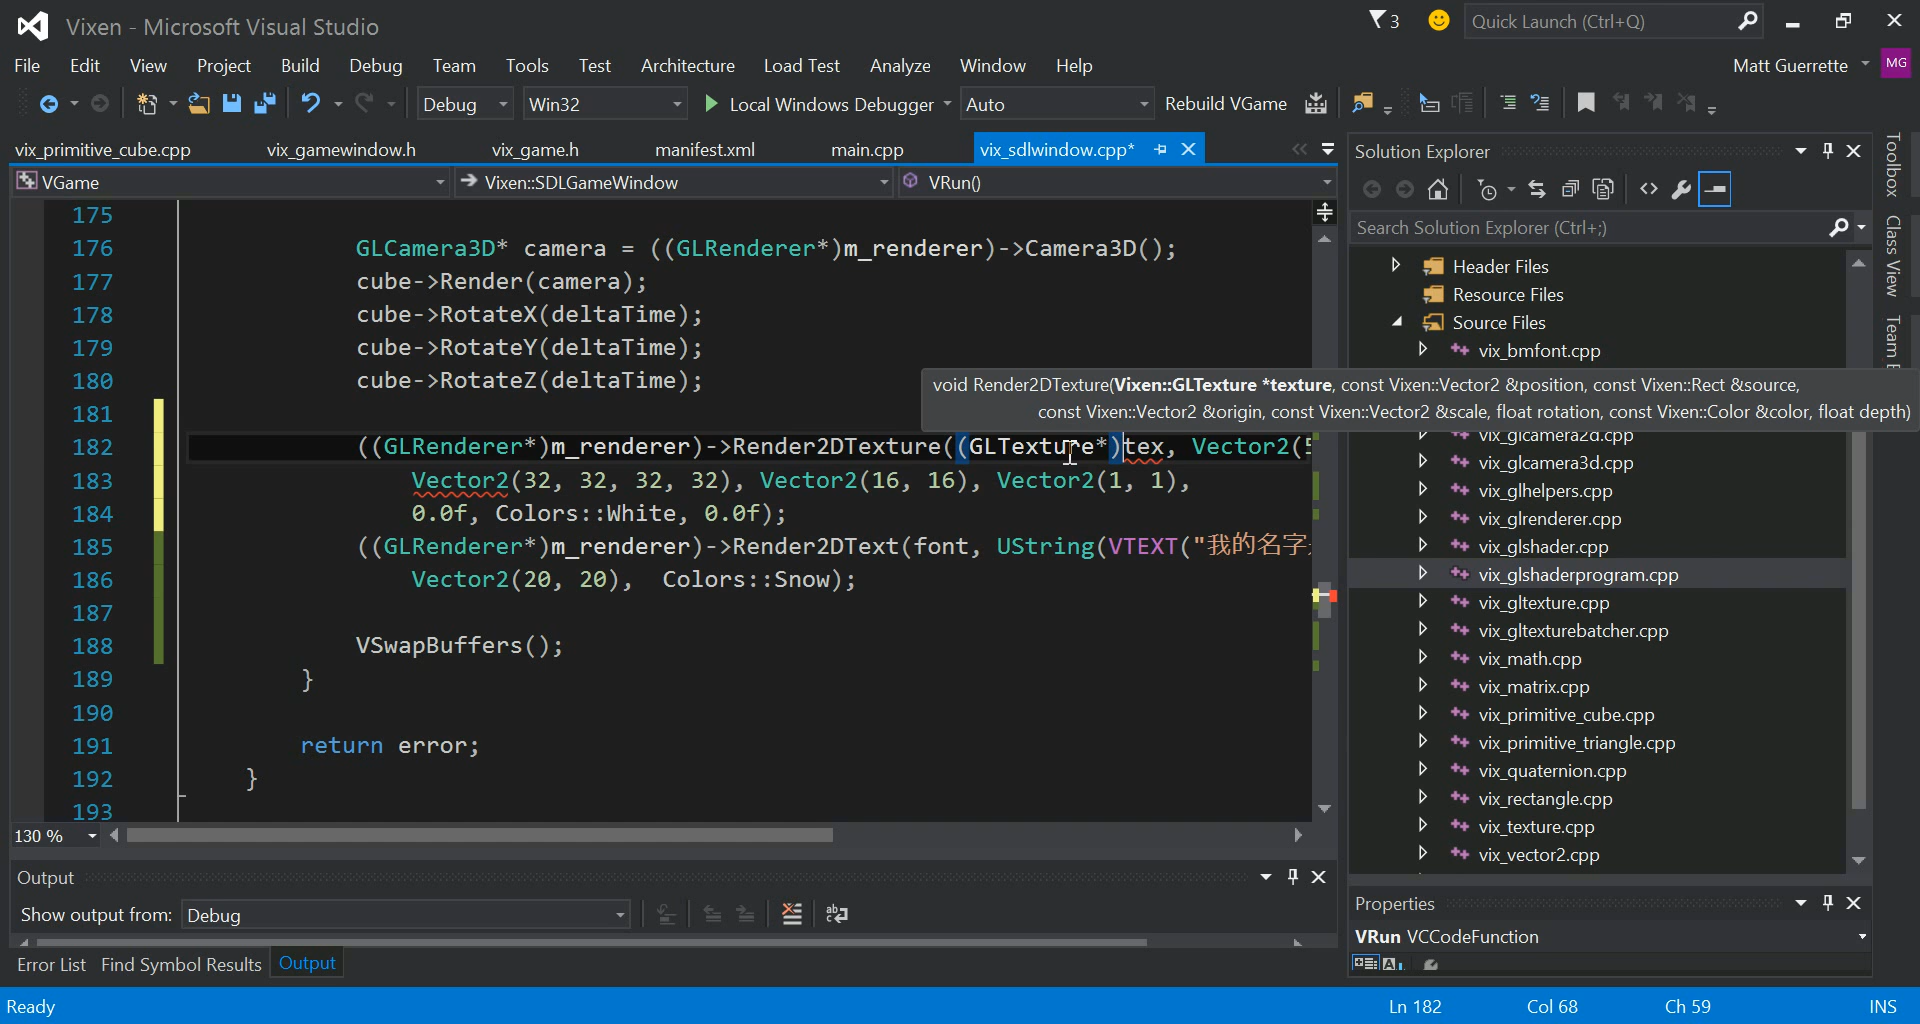 Vixen - Microsoft Visual Studio
3
Quick Launch (Ctrl+Q)
File Edit View Project Build Debug Team Tools Test Architecture Load Test Analyze Window Help
Matt Guerrette MG
Debug Win32 Local Windows Debugger Auto Rebuild VGame
vix_primitive_cube.cpp vix_gamewindow.h vix_game.h manifest.xml main.cpp vix_sdlwindow.cpp*
VGame Vixen::SDLGameWindow VRun()
175
176 GLCamera3D* camera = ((GLRenderer*)m_renderer)->Camera3D();
177 cube->Render(camera);
178 cube->RotateX(deltaTime);
179 cube->RotateY(deltaTime);
180 cube->RotateZ(deltaTime);
void Render2DTexture(Vixen::GLTexture *texture, const Vixen::Vector2 &position, const Vixen::Rect &source,
const Vixen::Vector2 &origin, const Vixen::Vector2 &scale, float rotation, const Vixen::Color &color, float depth)
181
182 ((GLRenderer*)m_renderer)->Render2DTexture((GLTexture*)tex, Vector2(
183 Vector2(32, 32, 32, 32), Vector2(16, 16), Vector2(1, 1),
184 0.0f, Colors::White, 0.0f);
185 ((GLRenderer*)m_renderer)->Render2DText(font, UString(VTEXT("我的名字
186 Vector2(20, 20), Colors::Snow);
187
188 VSwapBuffers();
189 }
190
191 return error;
192 }
193
130 %
Output
Show output from: Debug
Error List Find Symbol Results Output
Solution Explorer
Search Solution Explorer (Ctrl+;)
Header Files
Resource Files
Source Files
vix_bmfont.cpp
vix_glcamera2d.cpp
vix_glcamera3d.cpp
vix_glhelpers.cpp
vix_glrenderer.cpp
vix_glshader.cpp
vix_glshaderprogram.cpp
vix_gltexture.cpp
vix_gltexturebatcher.cpp
vix_math.cpp
vix_matrix.cpp
vix_primitive_cube.cpp
vix_primitive_triangle.cpp
vix_quaternion.cpp
vix_rectangle.cpp
vix_texture.cpp
vix_vector2.cpp
Properties
VRun VCCodeFunction
Toolbox
Class View
Team E
Ready Ln 182 Col 68 Ch 59 INS